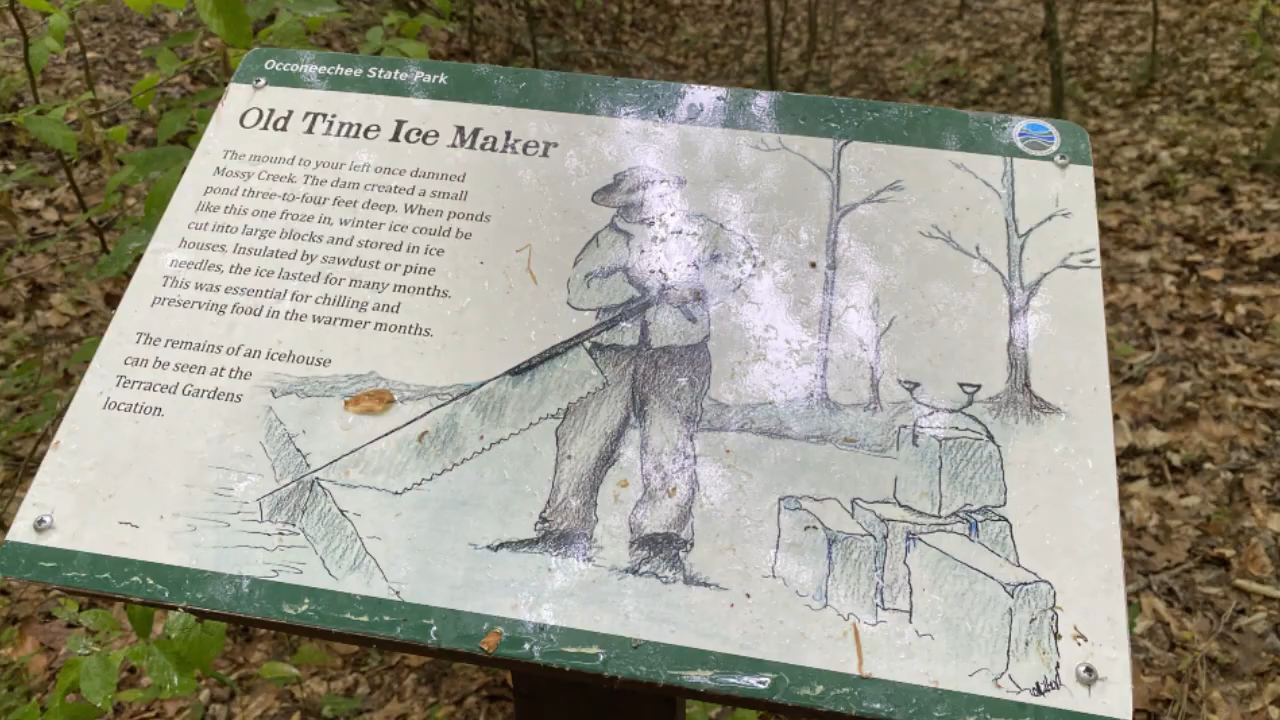 Occoneechee State Park
Old Time Ice Maker
The mound to your left once damned
Mossy Creek. The dam created a small
pond three-to-four feet deep. When ponds
like this one froze in, winter ice could be
cut into large blocks and stored in ice
houses. Insulated by sawdust or pine
needles, the ice lasted for many months.
This was essential for chilling and
preserving food in the warmer months.
The remains of an icehouse
can be seen at the
Terraced Gardens
location.